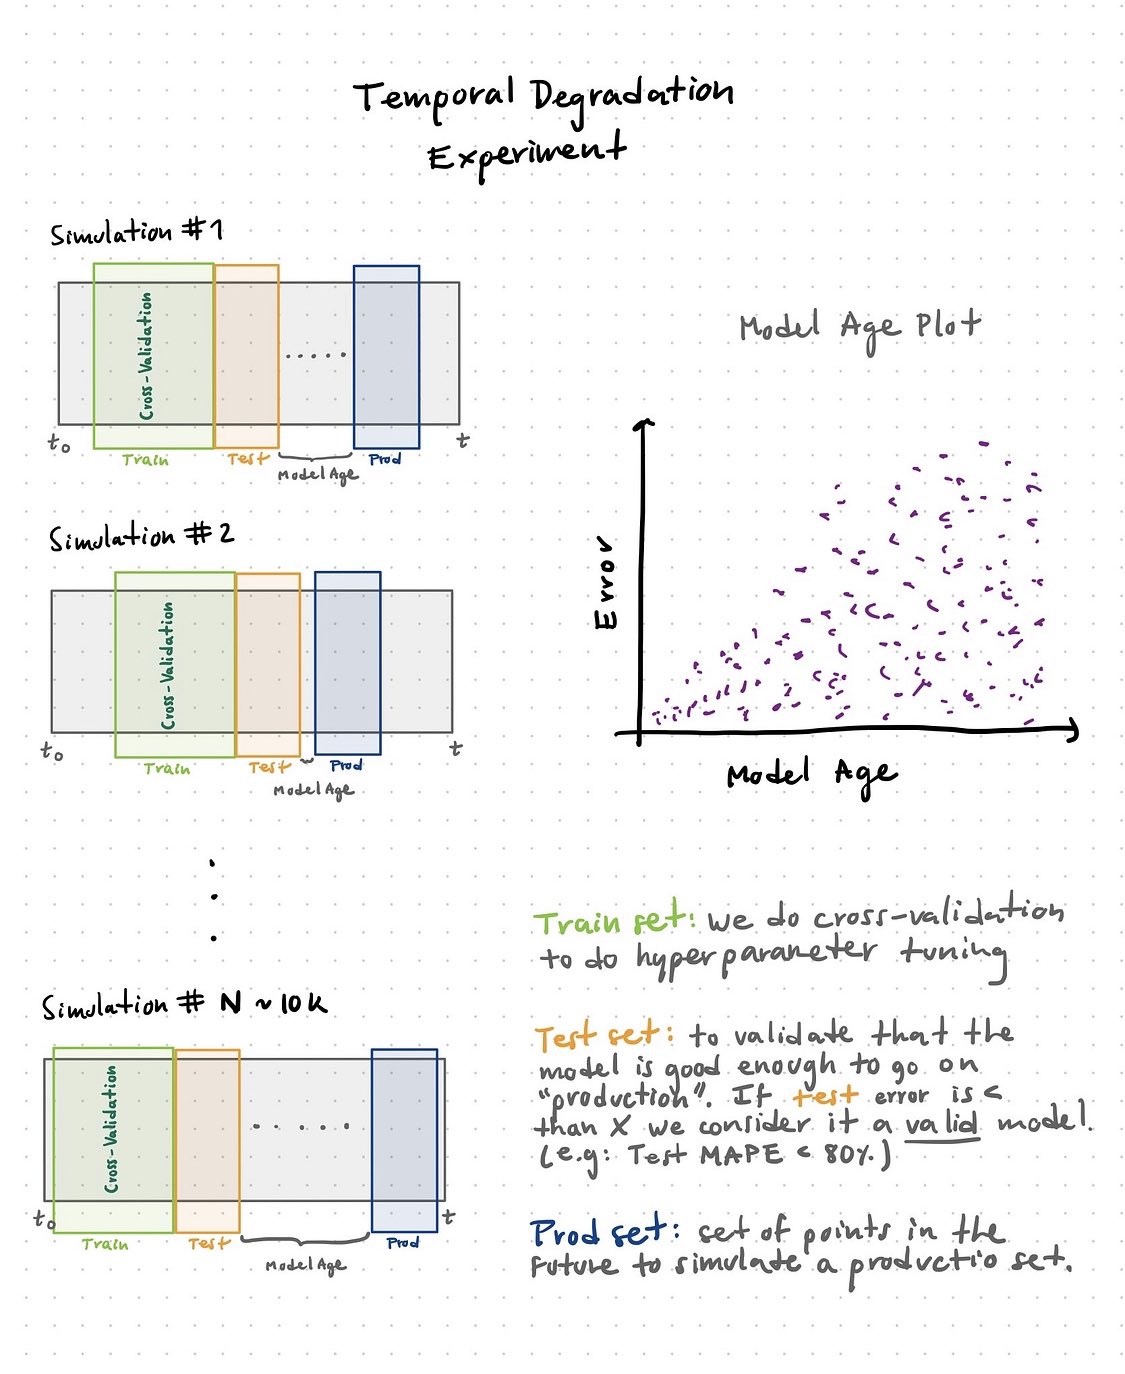 Temporal Degradation
Experiment
Simulation #1
Cross-Validation
t₀
t
Train
Test
Model Age
Prod
Simulation #2
Cross-Validation
t₀
t
Train
Test
Prod
Model Age
Simulation # N ~ 10K
Cross-Validation
t₀
t
Train
Test
Model Age
Prod
Model Age Plot
Error
Model Age
Train set: we do cross-validation
to do hyperparameter tuning
Test set: to validate that the
model is good enough to go on
"production". If test error is <
than X we consider it a valid model.
(e.g: Test MAPE < 80%)
Prod set: set of points in the
future to simulate a productio set.